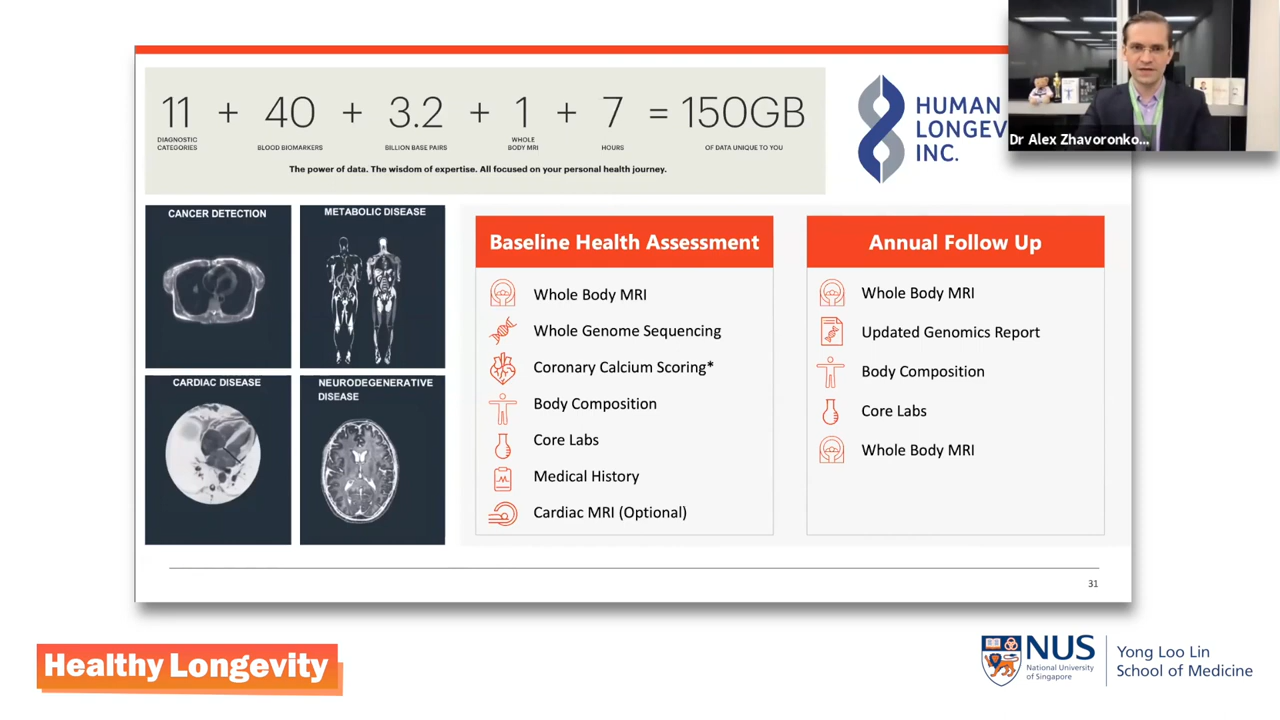 11 + 40 + 3.2 + 1 + 7 = 150GB
DIAGNOSTIC CATEGORIES
BLOOD BIOMARKERS
BILLION BASE PAIRS
WHOLE BODY MRI
HOURS
OF DATA UNIQUE TO YOU
The power of data. The wisdom of expertise. All focused on your personal health journey.
HUMAN
LONGEV
INC.
Dr Alex Zhavoronko...
CANCER DETECTION
METABOLIC DISEASE
CARDIAC DISEASE
NEURODEGENERATIVE
DISEASE
Baseline Health Assessment
Whole Body MRI
Whole Genome Sequencing
Coronary Calcium Scoring*
Body Composition
Core Labs
Medical History
Cardiac MRI (Optional)
Annual Follow Up
Whole Body MRI
Updated Genomics Report
Body Composition
Core Labs
Whole Body MRI
31
Healthy Longevity
NUS
National University
of Singapore
Yong Loo Lin
School of Medicine